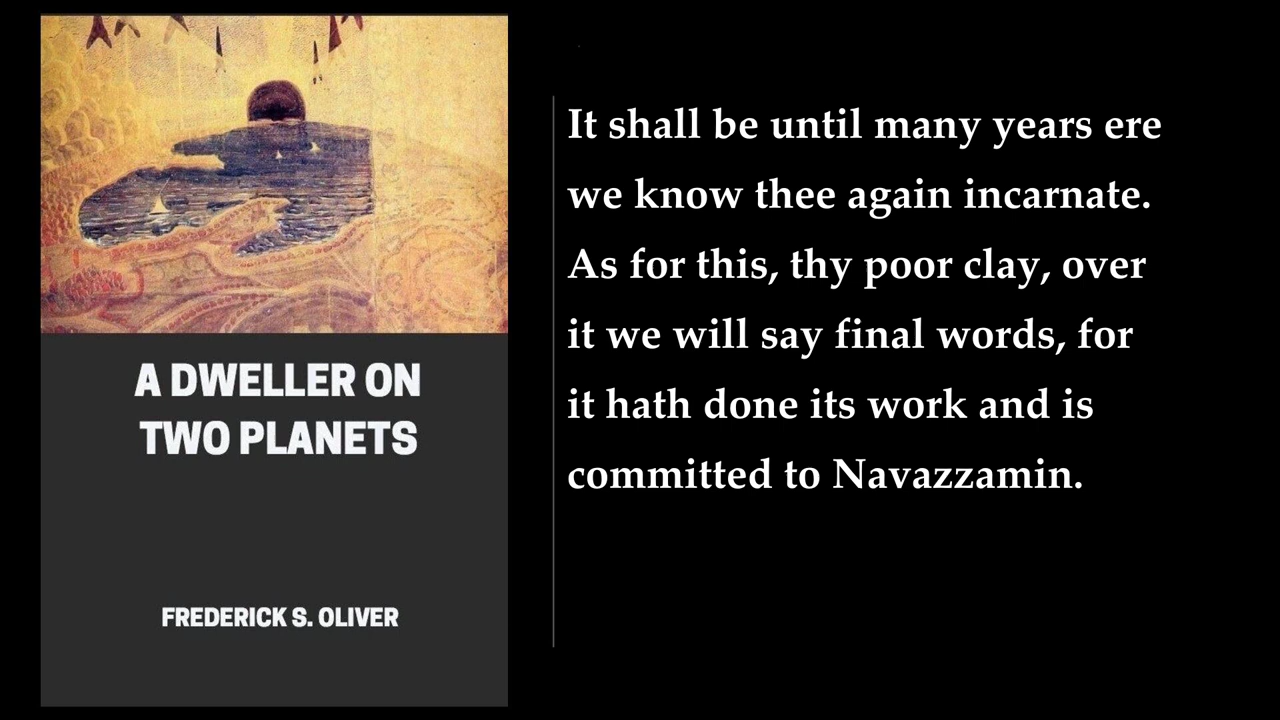 A DWELLER ON
TWO PLANETS
FREDERICK S. OLIVER
It shall be until many years ere
we know thee again incarnate.
As for this, thy poor clay, over
it we will say final words, for
it hath done its work and is
committed to Navazzamin.